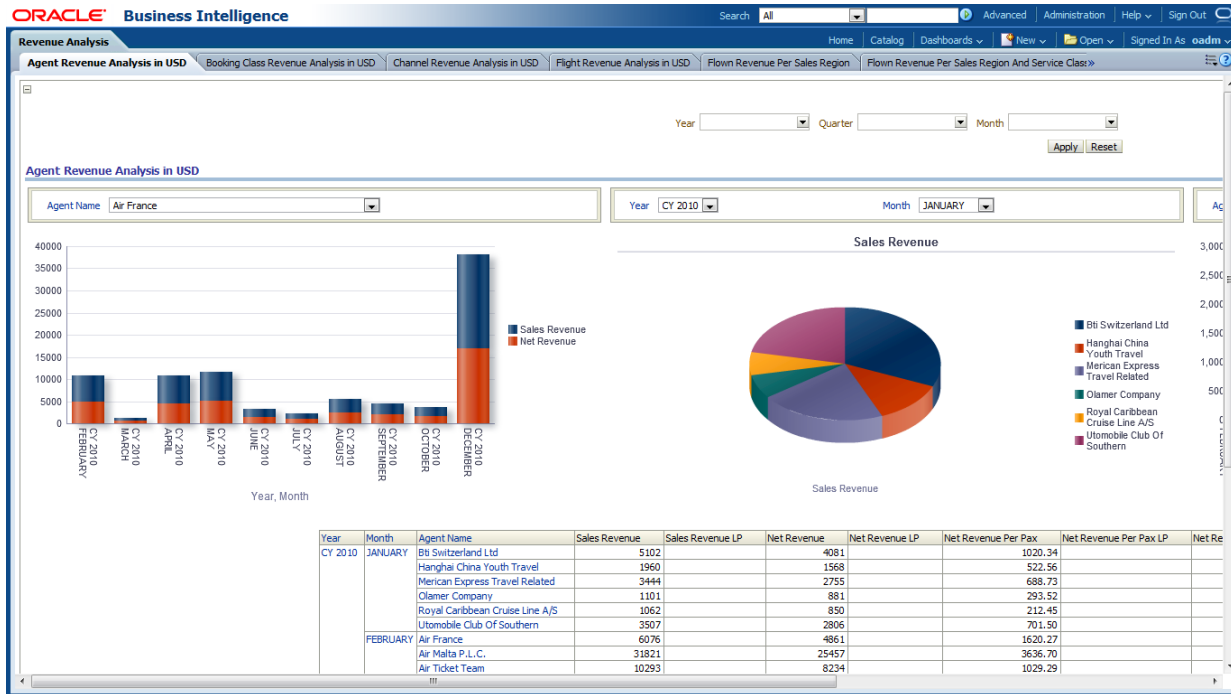 ORACLE Business Intelligence
Search All Advanced Administration Help Sign Out
Revenue Analysis
Home Catalog Dashboards New Open Signed In As oadm
Agent Revenue Analysis in USD Booking Class Revenue Analysis in USD Channel Revenue Analysis in USD Flight Revenue Analysis in USD Flown Revenue Per Sales Region Flown Revenue Per Sales Region And Service Class»
Year Quarter Month
Apply Reset
Agent Revenue Analysis in USD
Agent Name Air France
Year CY 2010 Month JANUARY
Ag
Sales Revenue
40000
35000
30000
25000
20000
15000
10000
5000
0
Sales Revenue
Net Revenue
CY 2010 FEBRUARY
CY 2010 MARCH
CY 2010 APRIL
CY 2010 MAY
CY 2010 JUNE
CY 2010 JULY
CY 2010 AUGUST
CY 2010 SEPTEMBER
CY 2010 OCTOBER
CY 2010 DECEMBER
Year, Month
Bti Switzerland Ltd
Hanghai China
Youth Travel
Merican Express
Travel Related
Olamer Company
Royal Caribbean
Cruise Line A/S
Utomobile Club Of
Southern
Sales Revenue
3,000
2,500
2,000
1,500
1,000
500
Year Month Agent Name Sales Revenue Sales Revenue LP Net Revenue Net Revenue LP Net Revenue Per Pax Net Revenue Per Pax LP Net Re
CY 2010 JANUARY Bti Switzerland Ltd 5102 4081 1020.34
Hanghai China Youth Travel 1960 1568 522.56
Merican Express Travel Related 3444 2755 688.73
Olamer Company 1101 881 293.52
Royal Caribbean Cruise Line A/S 1062 850 212.45
Utomobile Club Of Southern 3507 2806 701.50
FEBRUARY Air France 6076 4861 1620.27
Air Malta P.L.C. 31821 25457 3636.70
Air Ticket Team 10293 8234 1029.29